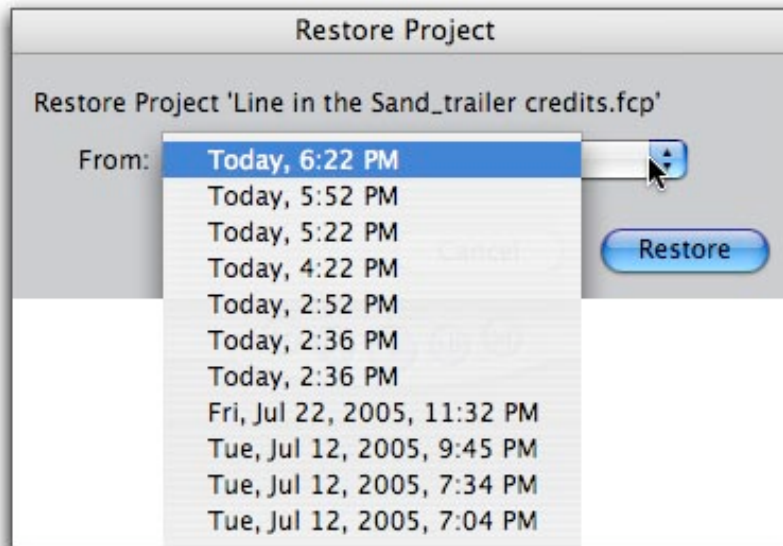 Restore Project
Restore Project 'Line in the Sand_trailer credits.fcp'
From:
Today, 6:22 PM
Today, 5:52 PM
Today, 5:22 PM
Today, 4:22 PM
Today, 2:52 PM
Today, 2:36 PM
Today, 2:36 PM
Fri, Jul 22, 2005, 11:32 PM
Tue, Jul 12, 2005, 9:45 PM
Tue, Jul 12, 2005, 7:34 PM
Tue, Jul 12, 2005, 7:04 PM
Cancel
Restore